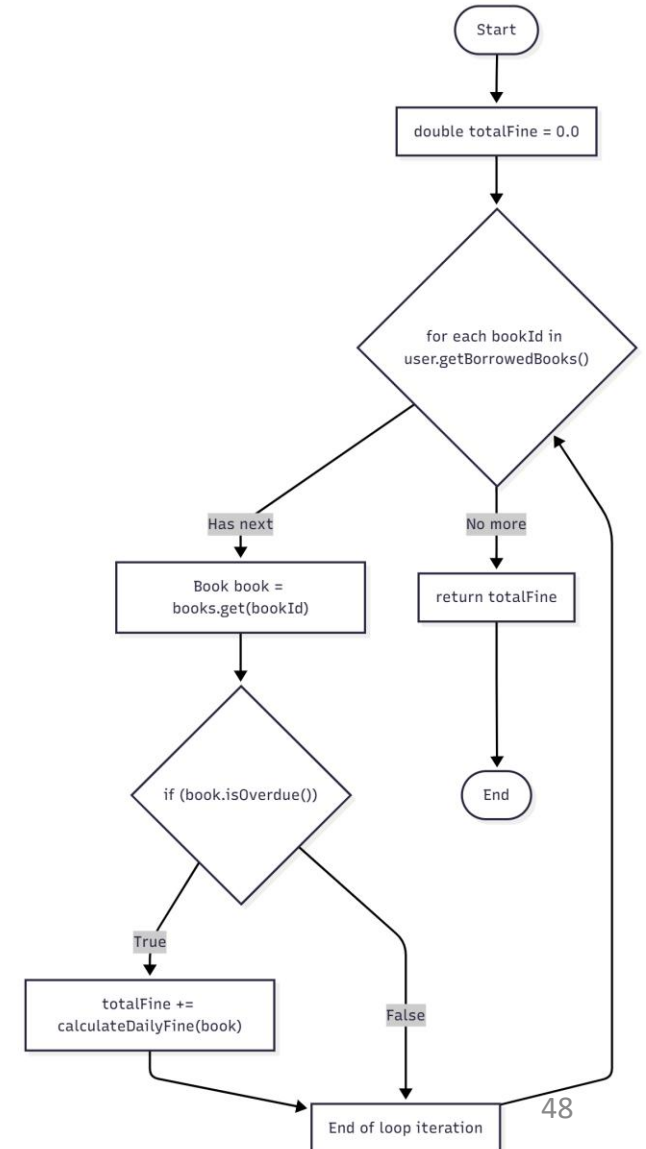 Start
double totalFine = 0.0
for each bookId in
user.getBorrowedBooks()
Has next
No more
Book book =
books.get(bookId)
return totalFine
if (book.isOverdue())
End
True
totalFine +=
calculateDailyFine(book)
False
End of loop iteration
48